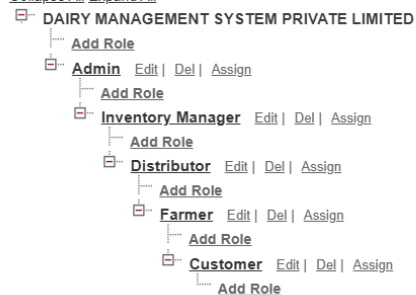 Collapse All Expand All
DAIRY MANAGEMENT SYSTEM PRIVATE LIMITED
Add Role
Admin Edit | Del | Assign
Add Role
Inventory Manager Edit | Del | Assign
Add Role
Distributor Edit | Del | Assign
Add Role
Farmer Edit | Del | Assign
Add Role
Customer Edit | Del | Assign
Add Role